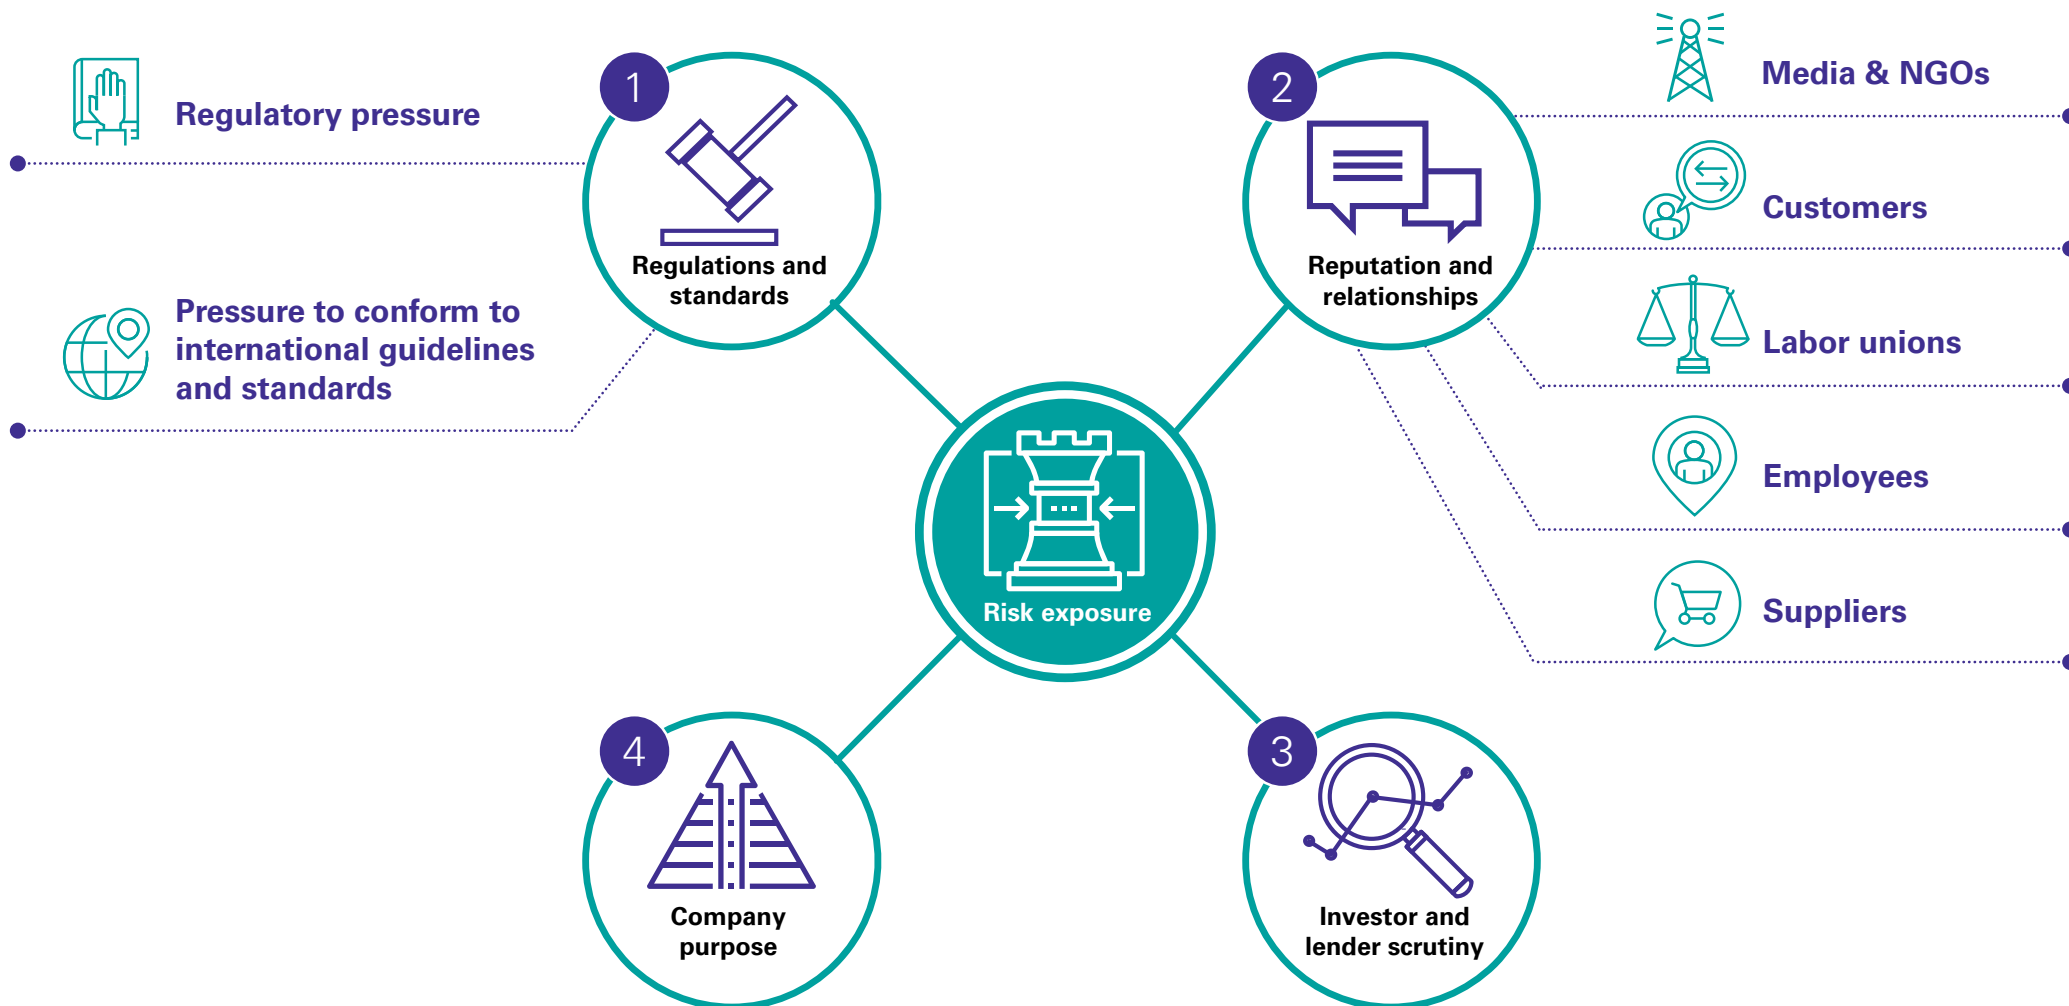 1
Regulatory pressure
Pressure to conform to
international guidelines
and standards
Regulations and
standards
2
Reputation and
relationships
Media & NGOs
Customers
Labor unions
Employees
Suppliers
Risk exposure
4
Company
purpose
3
Investor and
lender scrutiny